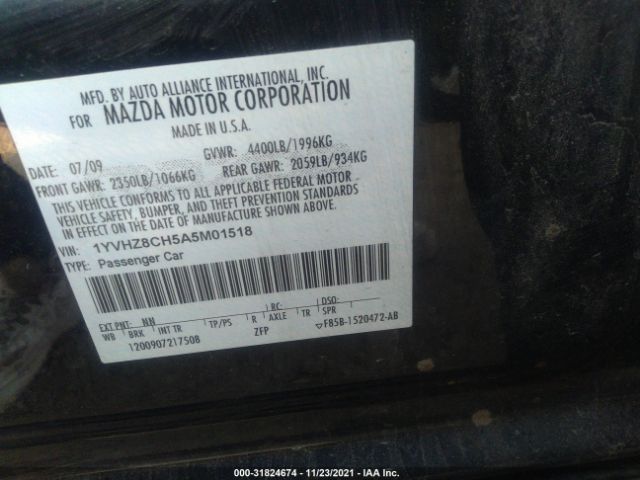 MFD. BY AUTO ALLIANCE INTERNATIONAL, INC.
FOR MAZDA MOTOR CORPORATION
MADE IN U.S.A.
DATE: 07/09 GVWR: 4400LB/1996KG
FRONT GAWR: 2350LB/1066KG REAR GAWR: 2059LB/934KG
THIS VEHICLE CONFORMS TO ALL APPLICABLE FEDERAL MOTOR
VEHICLE SAFETY, BUMPER, AND THEFT PREVENTION STANDARDS
IN EFFECT ON THE DATE OF MANUFACTURE SHOWN ABOVE.
VIN: 1YVHZ8CH5A5M01518
TYPE: Passenger Car
EXT PNT: NN RC: DSO:
WB BRK INT TR TP/PS R AXLE TR SPR
1200907217508 ZFP F85B-1520472-AB
000-31824674 - 11/23/2021 - IAA Inc.